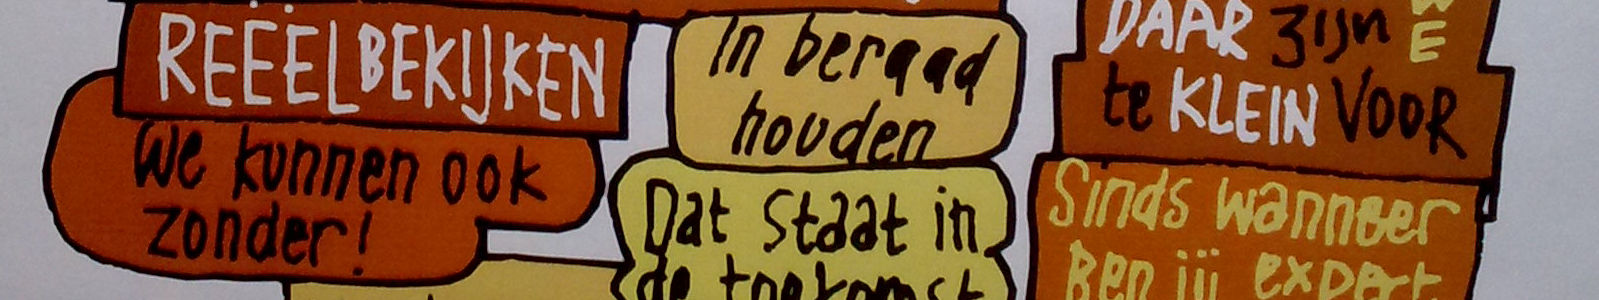 REËELBEKIJKEN
We kunnen ook
zonder!
In beraad
houden
Dat staat in
de toekomst
DAAR zijn WE
te KLEIN VOOR
Sinds wanneer
Ben jij expert